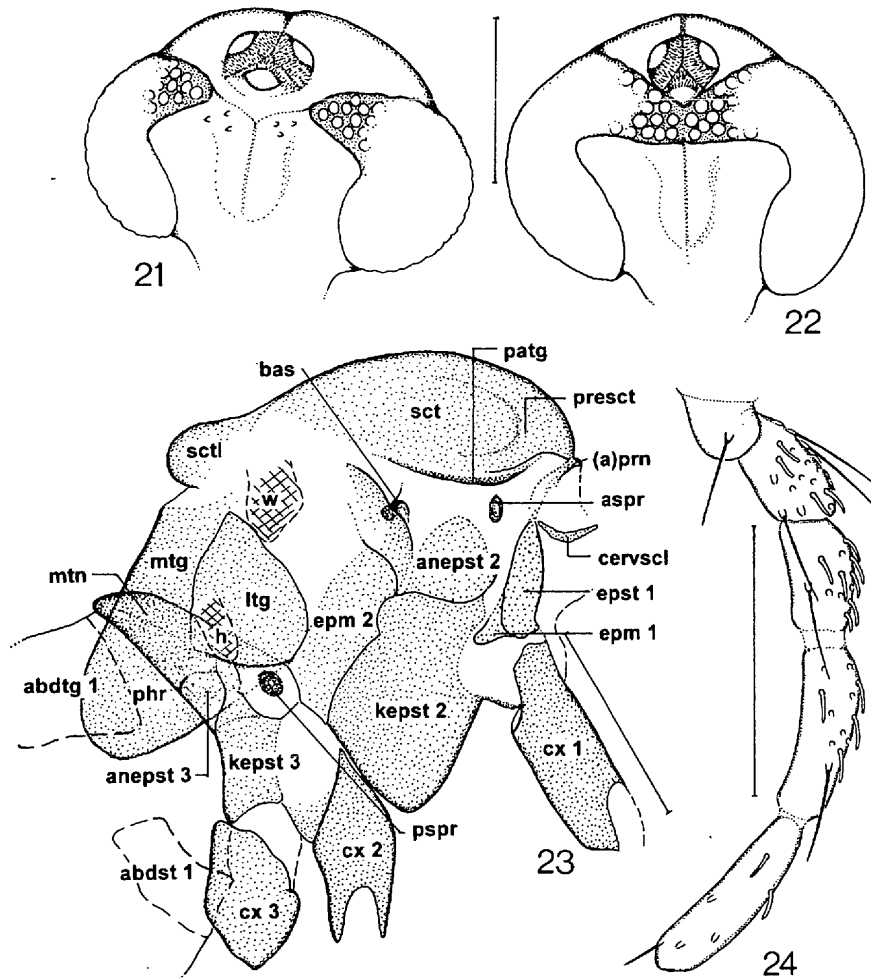 21
22
bas
patg
sct
presct
sctl
(a)prn
w
aspr
mtg
anepst 2
cervscl
mtn
ltg
epst 1
epm 2
h
epm 1
abdtg 1
phr
kepst 2
cx 1
anepst 3
kepst 3
pspr
23
abdst 1
cx 2
cx 3
24